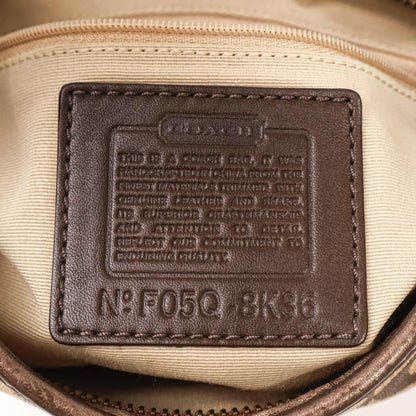 COACH
THIS IS A COACH BAG. IT WAS
HANDCRAFTED IN CHINA FROM THE
FINEST MATERIALS TRIMMED WITH
GENUINE LEATHER AND SNAKE.
ITS SUPERIOR CRAFTSMANSHIP
AND ATTENTION TO DETAIL
REFLECT OUR COMMITMENT TO
ENDURING QUALITY.
Nº F05Q-8K36